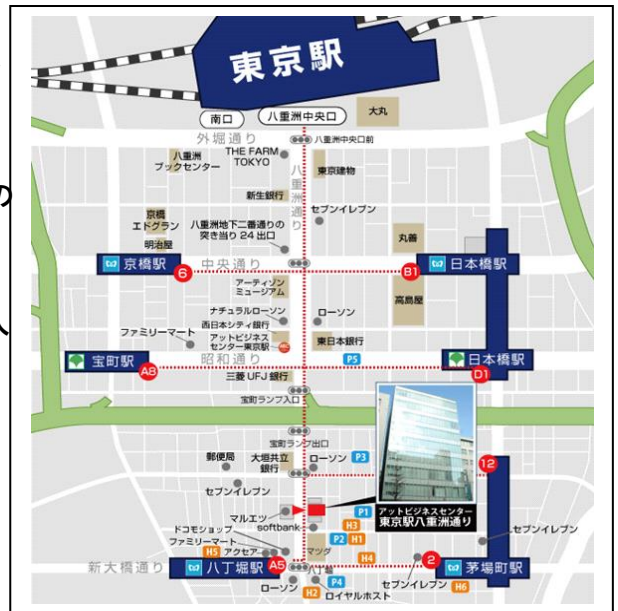 の
人
東京駅
南口
八重洲中央口
大丸
外堀通り
八重洲中央口前
八重洲
ブックセンター
THE FARM
TOKYO
東京建物
八重洲通り
新生銀行
セブンイレブン
京橋
エドグラン
明治屋
八重洲地下二番通りの
突き当り 24 出口
丸善
京橋駅
6
中央通り
B1
日本橋駅
アーティゾン
ミュージアム
高島屋
ナチュラルローソン
ローソン
西日本シティ銀行
ファミリーマート
アットビジネス
センター東京駅
東日本銀行
昭和通り
P5
宝町駅
A8
日本橋駅
D1
三菱UFJ銀行
宝町ランプ入口
宝町ランプ出口
郵便局
大垣共立
銀行
ローソン
P3
12
セブンイレブン
マルエツ
P1
アットビジネスセンター
東京駅八重洲通り
softbank
H3
ドコモショップ
P2
H1
セブンイレブン
ファミリーマート
H5
アクセア
マツダ
H4
新大橋通り
八丁堀駅
A5
八丁堀
2
茅場町駅
ローソン
P4
セブンイレブン
H2
ロイヤルホスト
H6